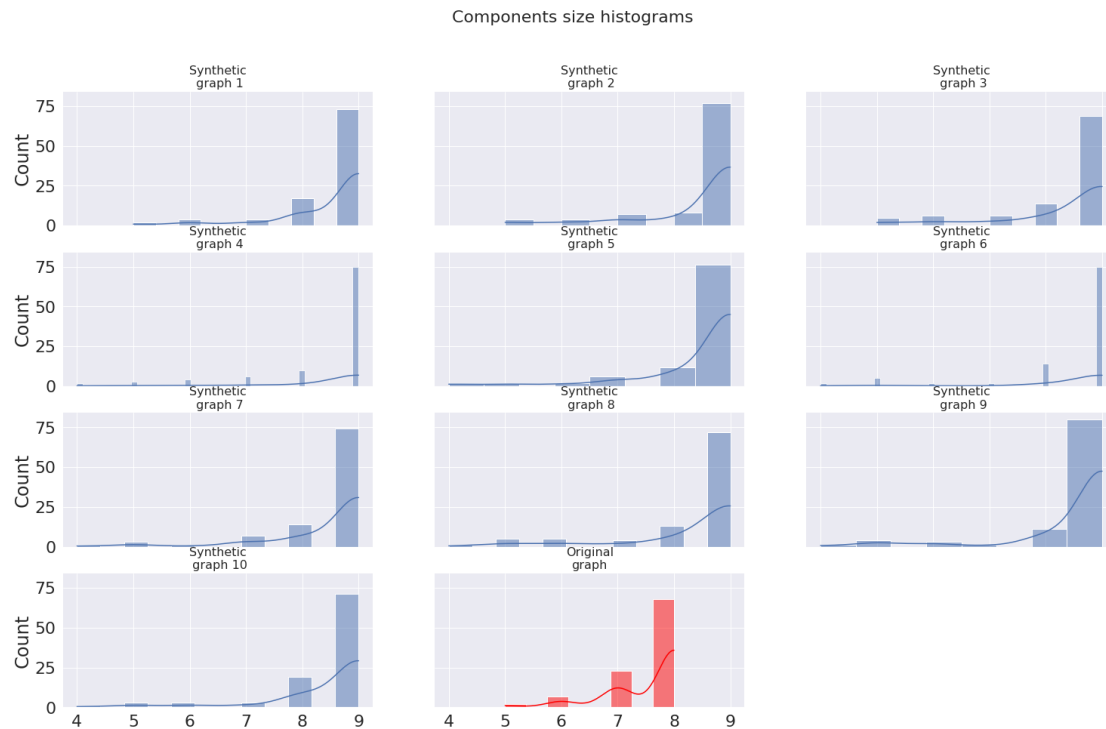 Components size histograms
Synthetic
graph 1
Synthetic
graph 2
Synthetic
graph 3
Count
75
50
25
0
Synthetic
graph 4
Synthetic
graph 5
Synthetic
graph 6
Count
75
50
25
0
Synthetic
graph 7
Synthetic
graph 8
Synthetic
graph 9
Count
75
50
25
0
Synthetic
graph 10
Original
graph
Count
75
50
25
0
4 5 6 7 8 9
4 5 6 7 8 9